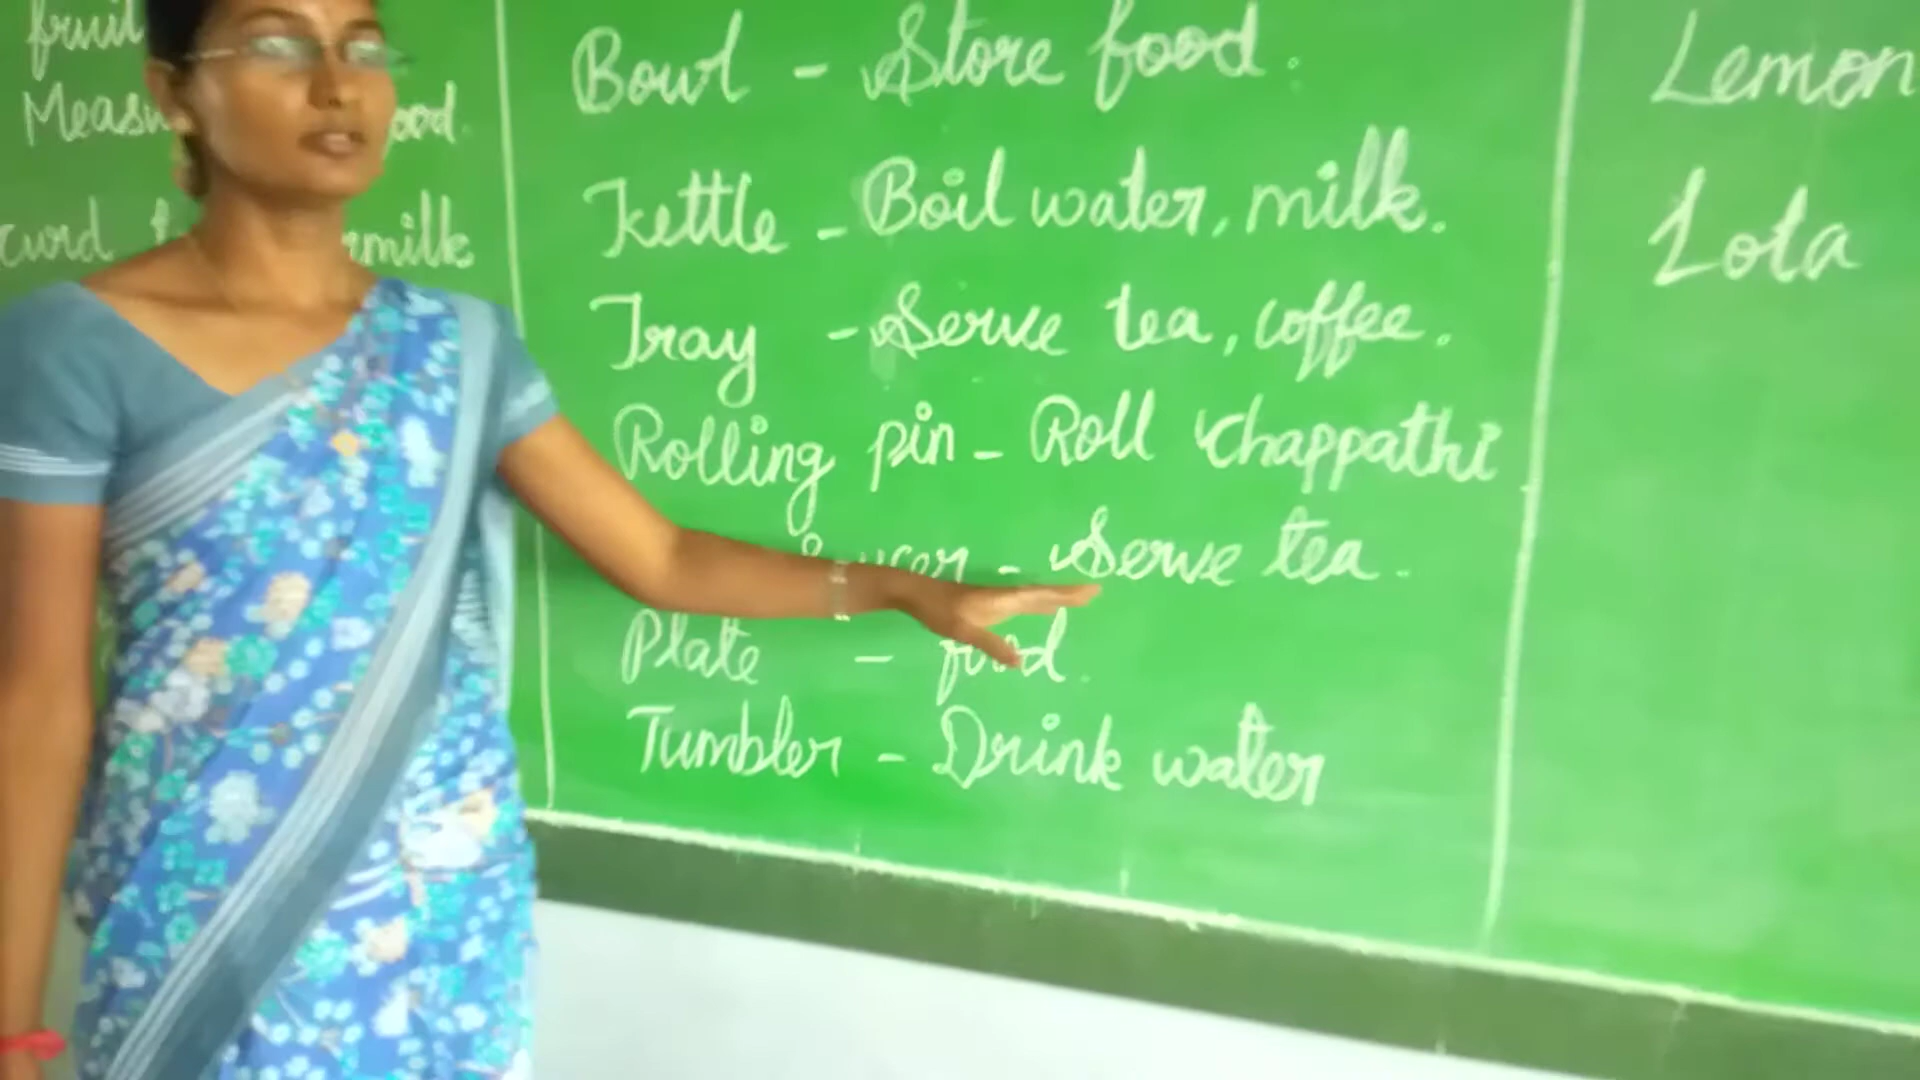 fruit
Meas ood.
curd milk
Bowl - Store food.
Kettle - Boil water, milk.
Tray - Serve tea, coffee.
Rolling pin - Roll chappathi
- Serve tea.
Plate - food.
Tumbler - Drink water
Lemon
Lota